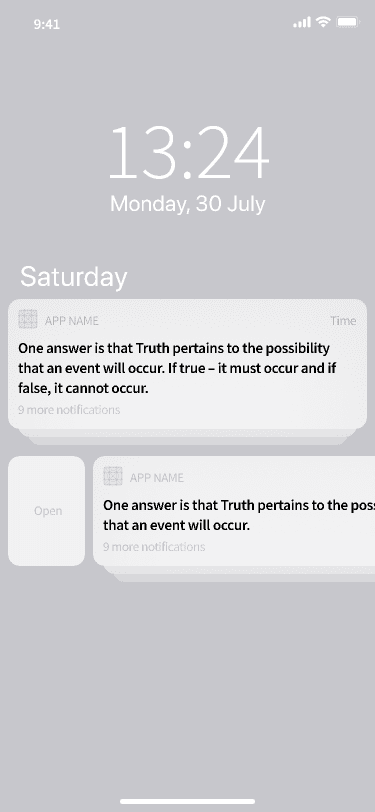 9:41
13:24
Monday, 30 July
Saturday
APP NAME
Time
One answer is that Truth pertains to the possibility
that an event will occur. If true – it must occur and if
false, it cannot occur.
9 more notifications
Open
APP NAME
One answer is that Truth pertains to the poss
that an event will occur.
9 more notifications